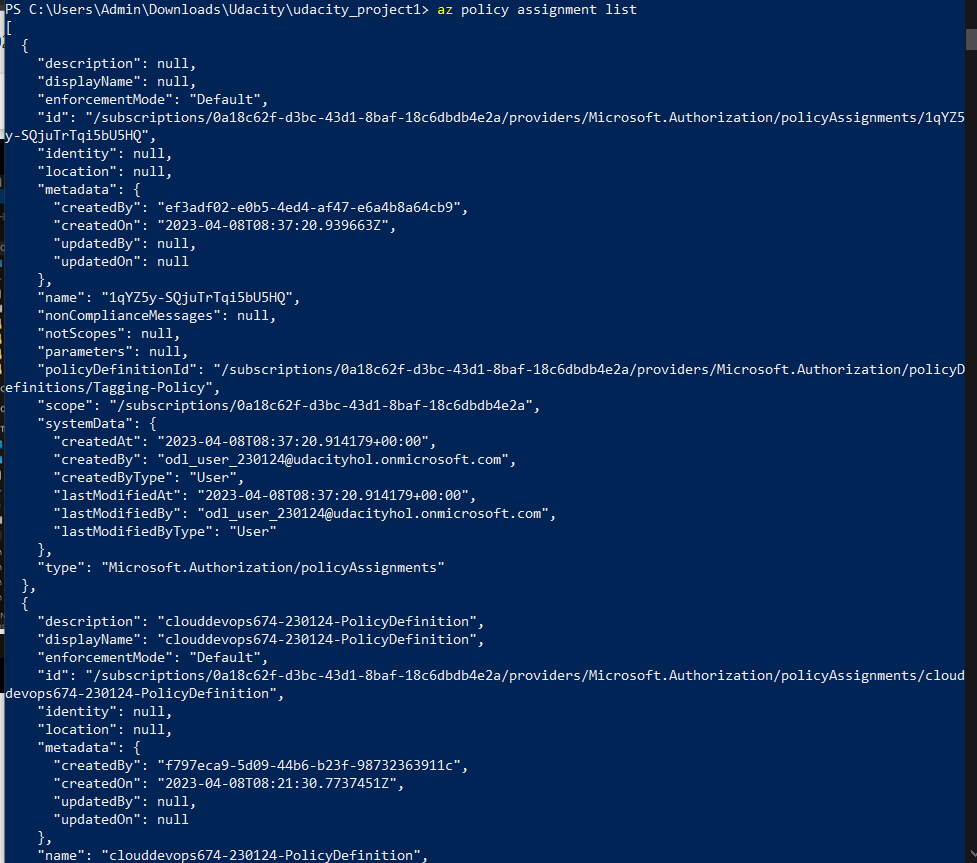 PS C:\Users\Admin\Downloads\Udacity\udacity_project1> az policy assignment list
[
  {
    "description": null,
    "displayName": null,
    "enforcementMode": "Default",
    "id": "/subscriptions/0a18c62f-d3bc-43d1-8baf-18c6dbdb4e2a/providers/Microsoft.Authorization/policyAssignments/1qYZ5
y-SQjuTrTqi5bU5HQ",
    "identity": null,
    "location": null,
    "metadata": {
      "createdBy": "ef3adf02-e0b5-4ed4-af47-e6a4b8a64cb9",
      "createdOn": "2023-04-08T08:37:20.939663Z",
      "updatedBy": null,
      "updatedOn": null
    },
    "name": "1qYZ5y-SQjuTrTqi5bU5HQ",
    "nonComplianceMessages": null,
    "notScopes": null,
    "parameters": null,
    "policyDefinitionId": "/subscriptions/0a18c62f-d3bc-43d1-8baf-18c6dbdb4e2a/providers/Microsoft.Authorization/policyD
efinitions/Tagging-Policy",
    "scope": "/subscriptions/0a18c62f-d3bc-43d1-8baf-18c6dbdb4e2a",
    "systemData": {
      "createdAt": "2023-04-08T08:37:20.914179+00:00",
      "createdBy": "odl_user_230124@udacityhol.onmicrosoft.com",
      "createdByType": "User",
      "lastModifiedAt": "2023-04-08T08:37:20.914179+00:00",
      "lastModifiedBy": "odl_user_230124@udacityhol.onmicrosoft.com",
      "lastModifiedByType": "User"
    },
    "type": "Microsoft.Authorization/policyAssignments"
  },
  {
    "description": "clouddevops674-230124-PolicyDefinition",
    "displayName": "clouddevops674-230124-PolicyDefinition",
    "enforcementMode": "Default",
    "id": "/subscriptions/0a18c62f-d3bc-43d1-8baf-18c6dbdb4e2a/providers/Microsoft.Authorization/policyAssignments/cloud
devops674-230124-PolicyDefinition",
    "identity": null,
    "location": null,
    "metadata": {
      "createdBy": "f797eca9-5d09-44b6-b23f-98732363911c",
      "createdOn": "2023-04-08T08:21:30.7737451Z",
      "updatedBy": null,
      "updatedOn": null
    },
    "name": "clouddevops674-230124-PolicyDefinition",